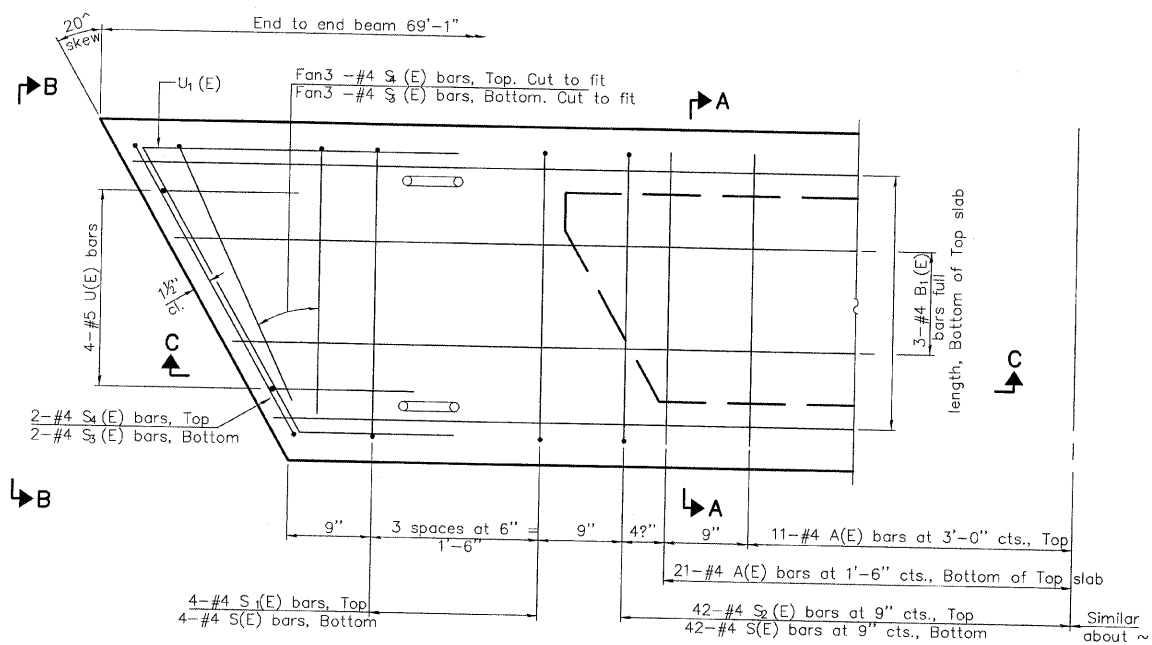 20^
skew
End to end beam 69'-1"
B
U1 (E)
Fan3 -#4 S4 (E) bars, Top. Cut to fit
Fan3 -#4 S3 (E) bars, Bottom. Cut to fit
A
4-#5 U(E) bars
1½"
cl.
C
3-#4 B1 (E)
bars full
length, Bottom of Top slab
C
2-#4 S4 (E) bars, Top
2-#4 S3 (E) bars, Bottom
B
A
9"
3 spaces at 6" =
1'-6"
9"
4?"
9"
11-#4 A(E) bars at 3'-0" cts., Top
21-#4 A(E) bars at 1'-6" cts., Bottom of Top slab
4-#4 S1(E) bars, Top
4-#4 S(E) bars, Bottom
42-#4 S2 (E) bars at 9" cts., Top
42-#4 S(E) bars at 9" cts., Bottom
Similar
about ~